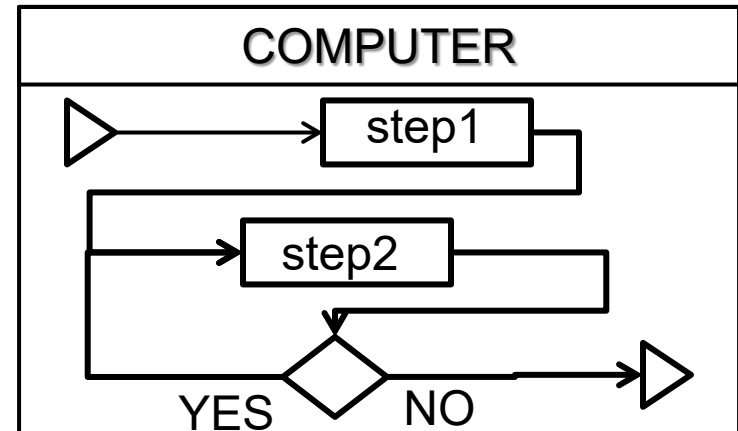 COMPUTER
step1
step2
YES
NO